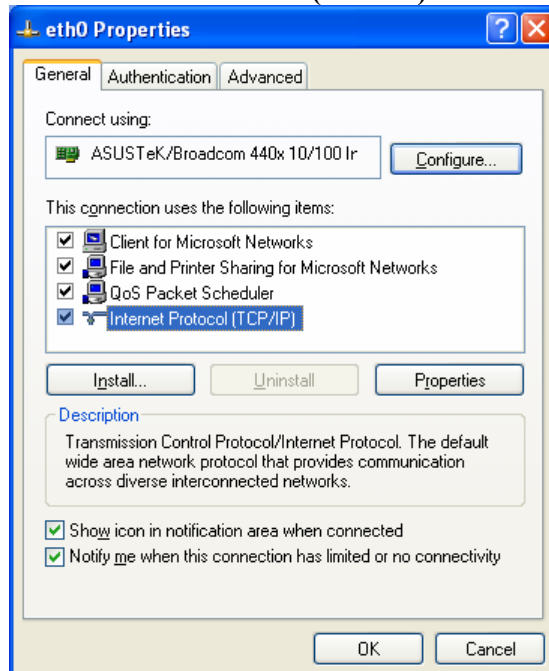 eth0 Properties
General Authentication Advanced
Connect using:
ASUSTeK/Broadcom 440x 10/100 Ir
Configure...
This connection uses the following items:
Client for Microsoft Networks
File and Printer Sharing for Microsoft Networks
QoS Packet Scheduler
Internet Protocol (TCP/IP)
Install... Uninstall Properties
Description
Transmission Control Protocol/Internet Protocol. The default
wide area network protocol that provides communication
across diverse interconnected networks.
Show icon in notification area when connected
Notify me when this connection has limited or no connectivity
OK Cancel